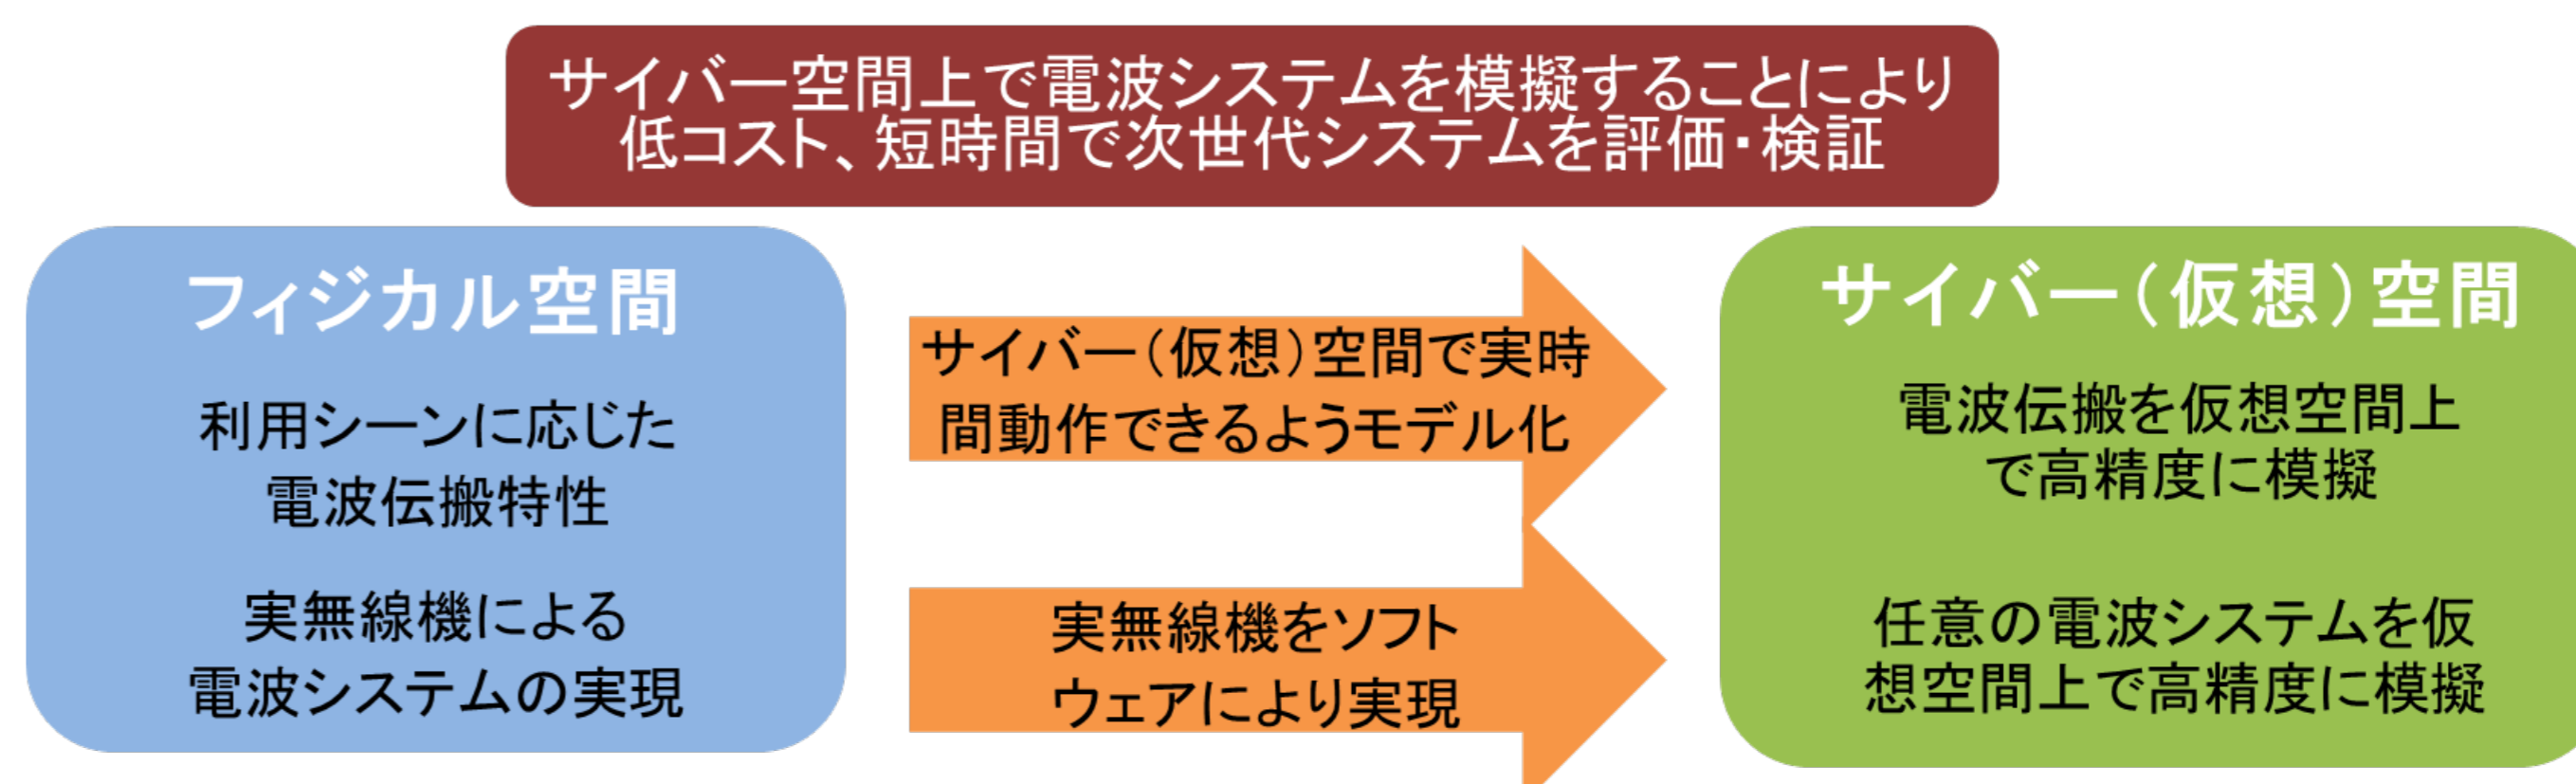 サイバー空間上で電波システムを模擬することにより
低コスト、短時間で次世代システムを評価・検証
フィジカル空間
利用シーンに応じた
電波伝搬特性
実無線機による
電波システムの実現
サイバー（仮想）空間で実時
間動作できるようモデル化
実無線機をソフト
ウェアにより実現
サイバー（仮想）空間
電波伝搬を仮想空間上
で高精度に模擬
任意の電波システムを仮
想空間上で高精度に模擬